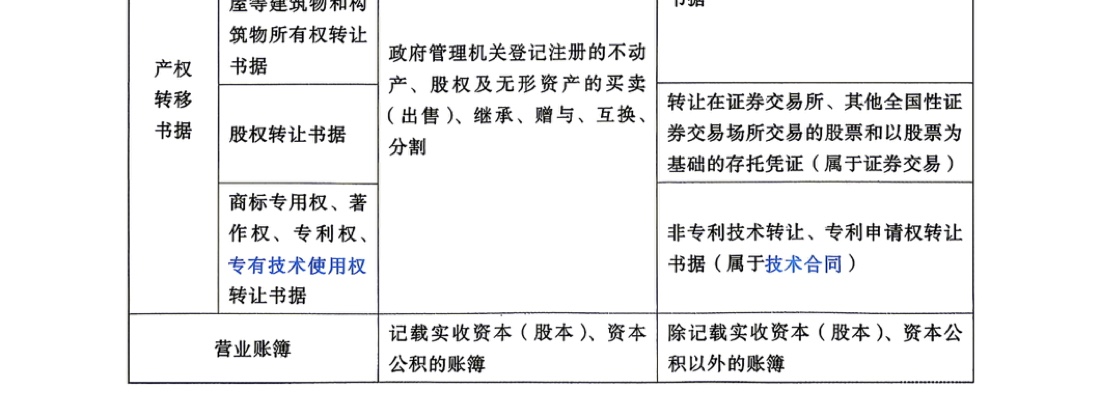 屋等建筑物和构
筑物所有权转让
书据
产权
转移
书据
股权转让书据
商标专用权、著
作权、专利权、
专有技术使用权
转让书据
政府管理机关登记注册的不动
产、股权及无形资产的买卖
(出售)、继承、赠与、互换、
分割
书据
转让在证券交易所、其他全国性证
券交易场所交易的股票和以股票为
基础的存托凭证(属于证券交易)
非专利技术转让、专利申请权转让
书据(属于技术合同)
营业账簿
记载实收资本(股本)、资本
公积的账簿
除记载实收资本(股本)、资本公
积以外的账簿